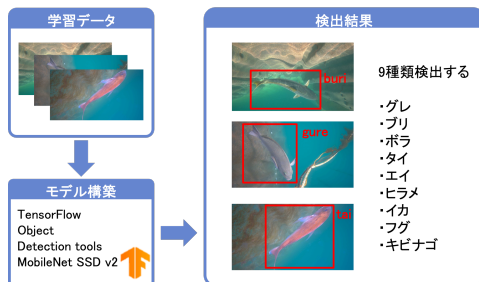 学習データ
モデル構築
TensorFlow
Object
Detection tools
MobileNet SSD v2
検出結果
buri
gure
tai
9種類検出する
・グレ
・ブリ
・ボラ
・タイ
・エイ
・ヒラメ
・イカ
・フグ
・キビナゴ